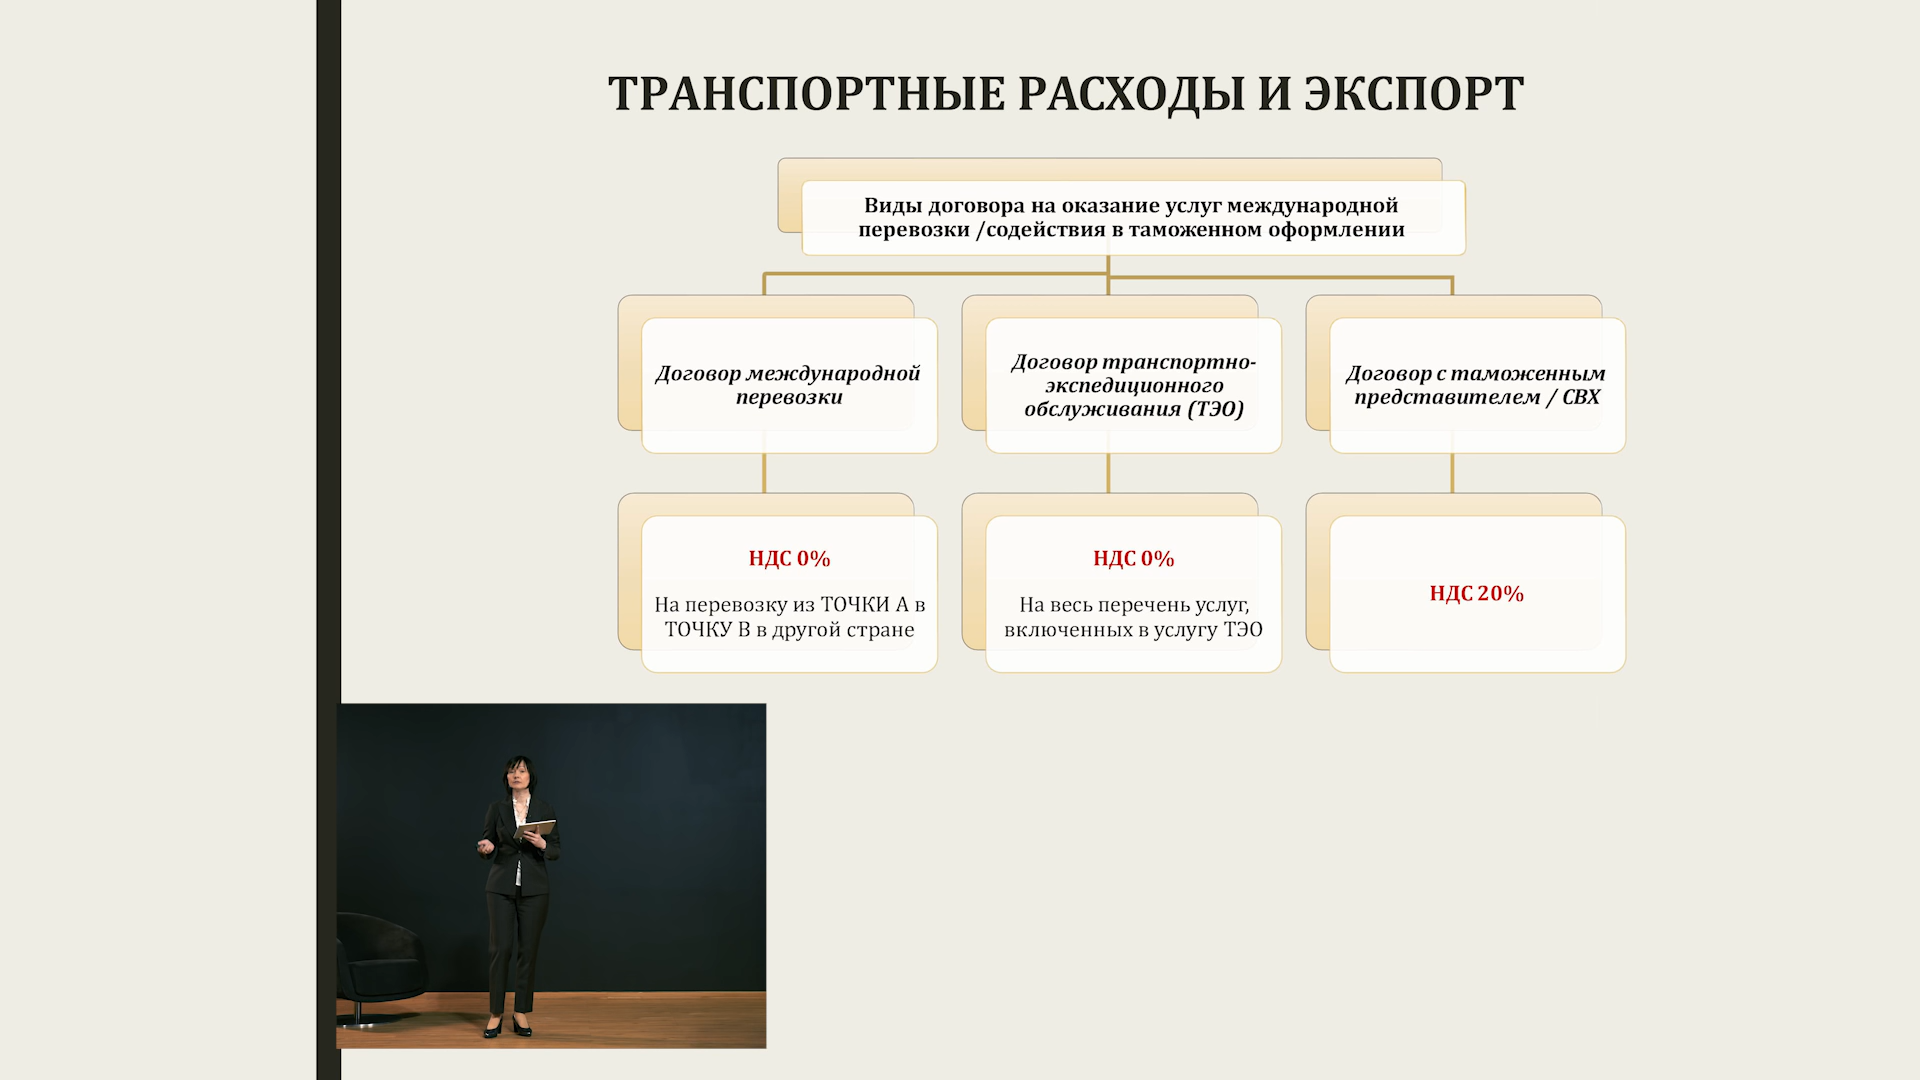 ТРАНСПОРТНЫЕ РАСХОДЫ И ЭКСПОРТ
Виды договора на оказание услуг международной
перевозки /содействия в таможенном оформлении
Договор международной
перевозки
Договор транспортно-
экспедиционного
обслуживания (ТЭО)
Договор с таможенным
представителем / СВХ
НДС 0%
На перевозку из ТОЧКИ А в
ТОЧКУ В в другой стране
НДС 0%
На весь перечень услуг,
включенных в услугу ТЭО
НДС 20%